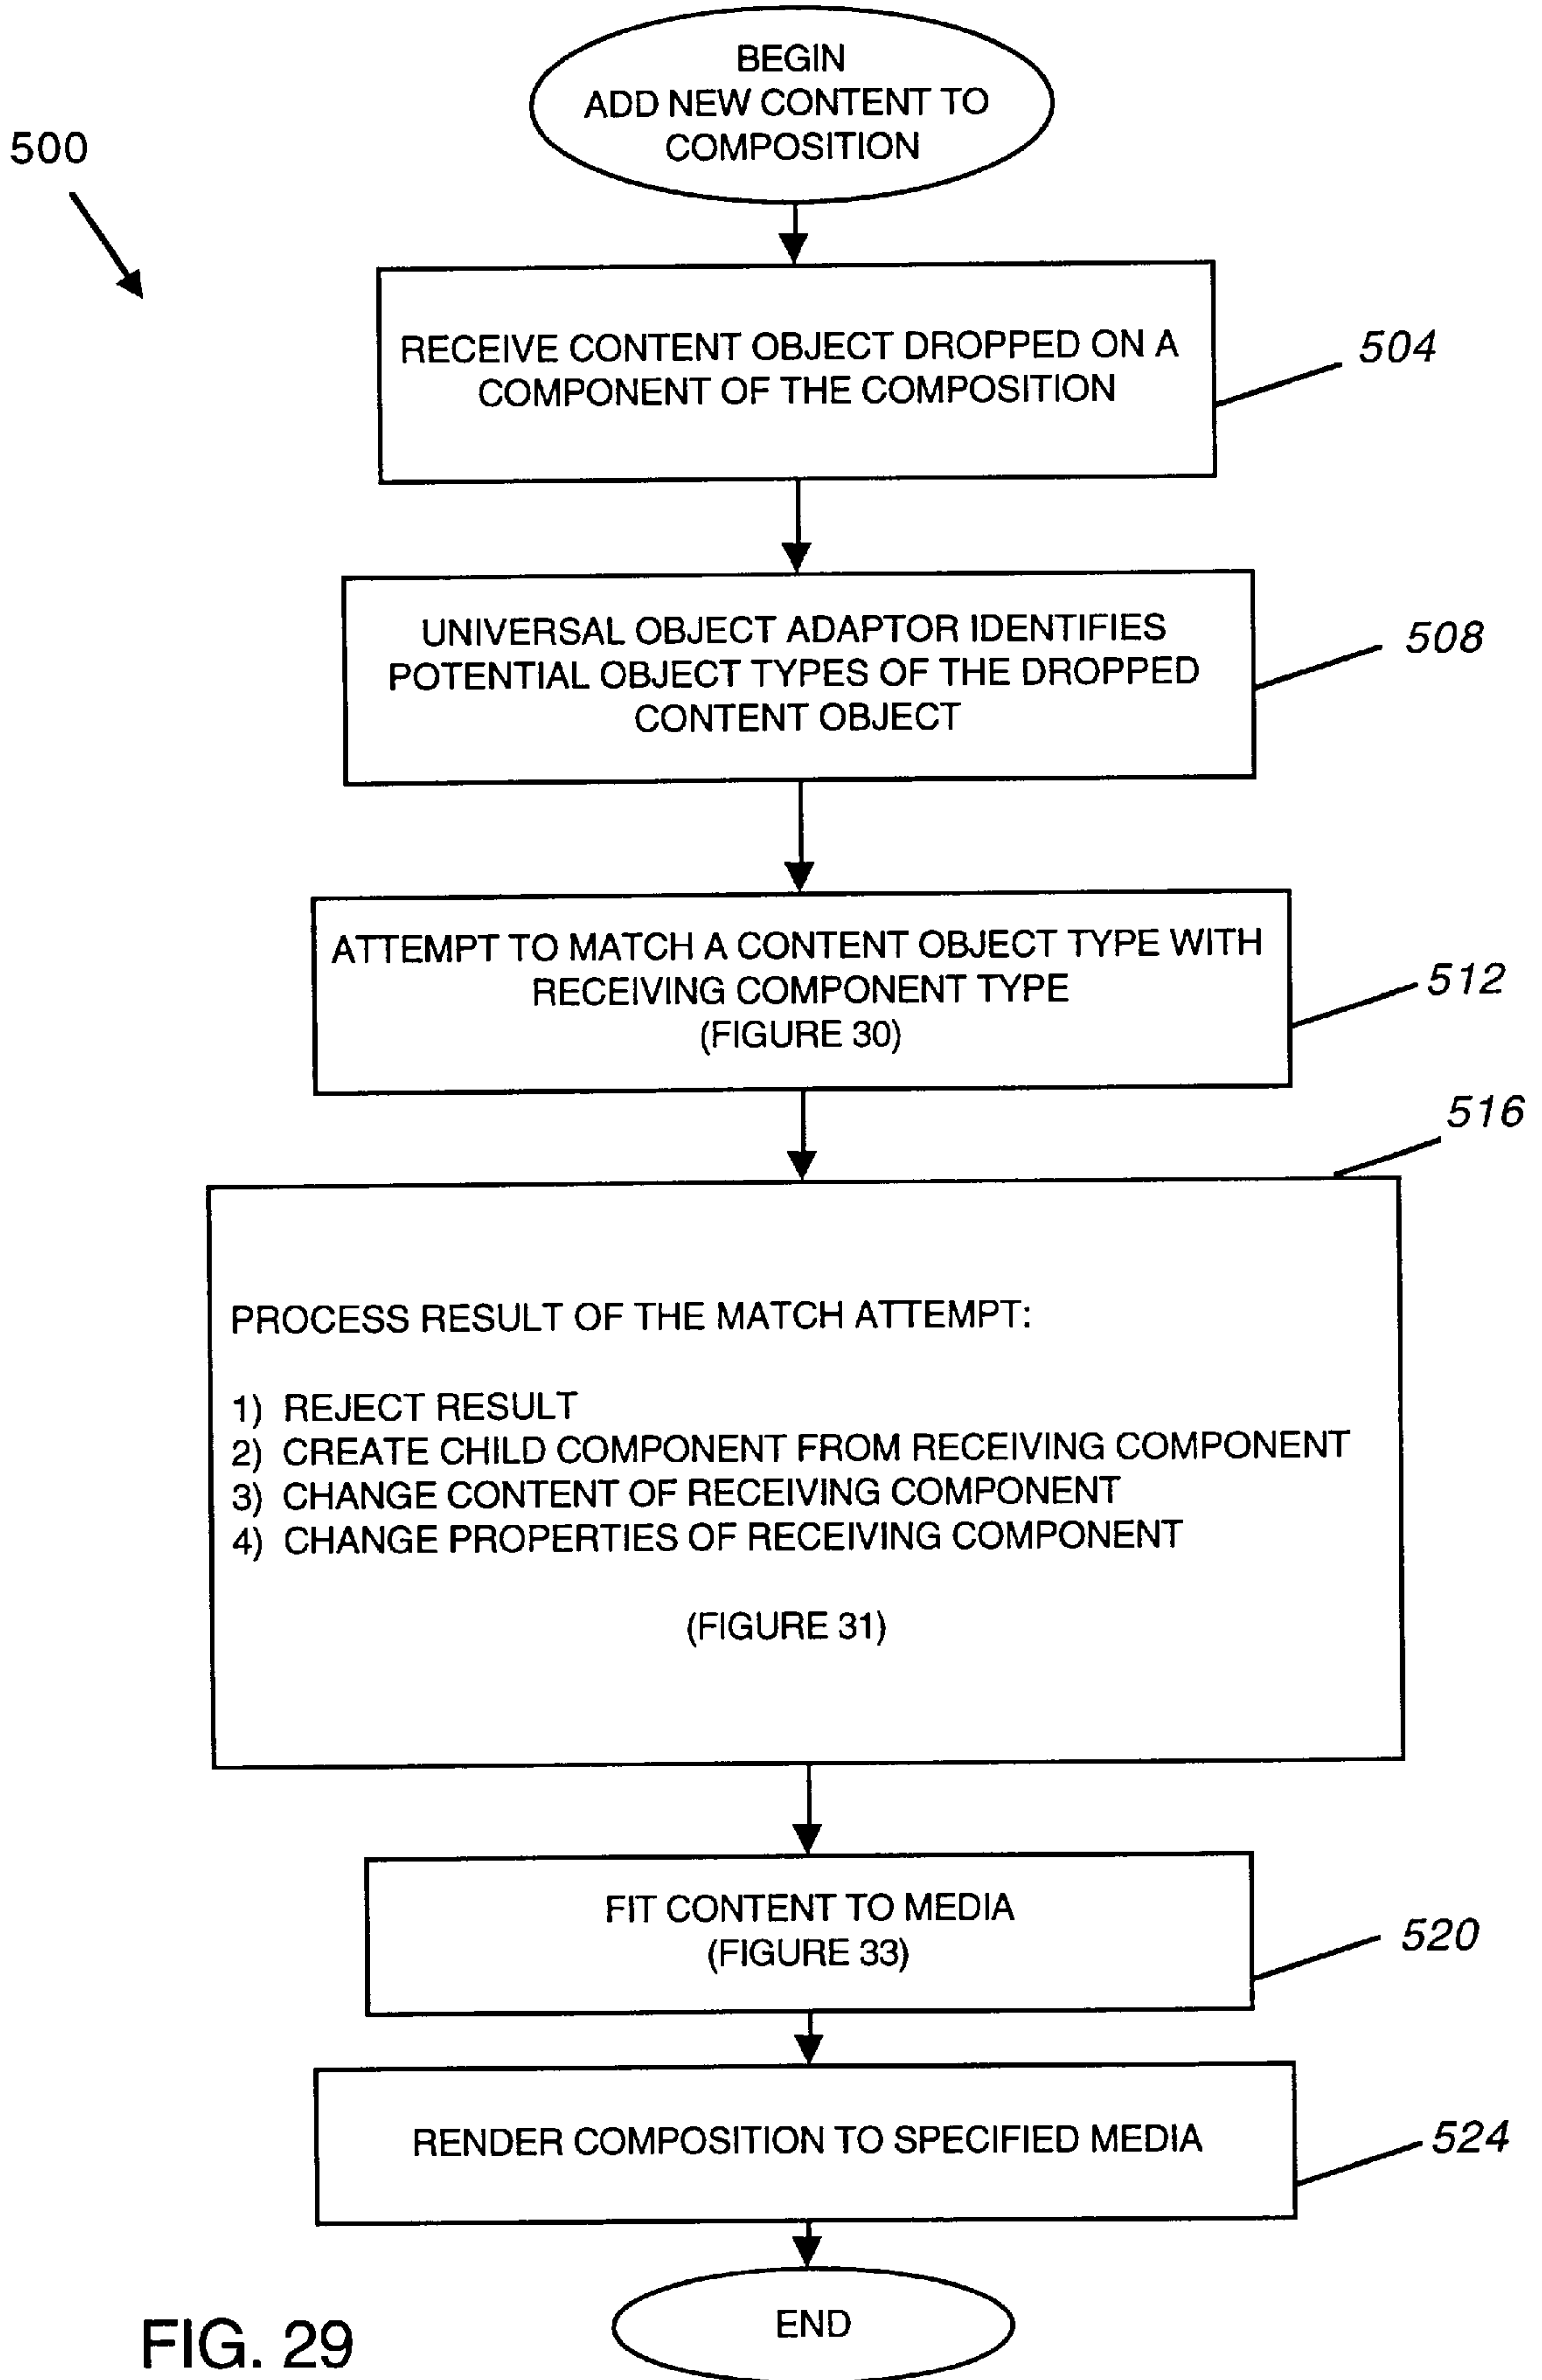 BEGIN
ADD NEW CONTENT TO
COMPOSITION
500
RECEIVE CONTENT OBJECT DROPPED ON A
COMPONENT OF THE COMPOSITION
504
UNIVERSAL OBJECT ADAPTOR IDENTIFIES
POTENTIAL OBJECT TYPES OF THE DROPPED
CONTENT OBJECT
508
ATTEMPT TO MATCH A CONTENT OBJECT TYPE WITH
RECEIVING COMPONENT TYPE
(FIGURE 30)
512
516
PROCESS RESULT OF THE MATCH ATTEMPT:
1) REJECT RESULT
2) CREATE CHILD COMPONENT FROM RECEIVING COMPONENT
3) CHANGE CONTENT OF RECEIVING COMPONENT
4) CHANGE PROPERTIES OF RECEIVING COMPONENT
(FIGURE 31)
FIT CONTENT TO MEDIA
(FIGURE 33)
520
RENDER COMPOSITION TO SPECIFIED MEDIA
524
END
FIG. 29